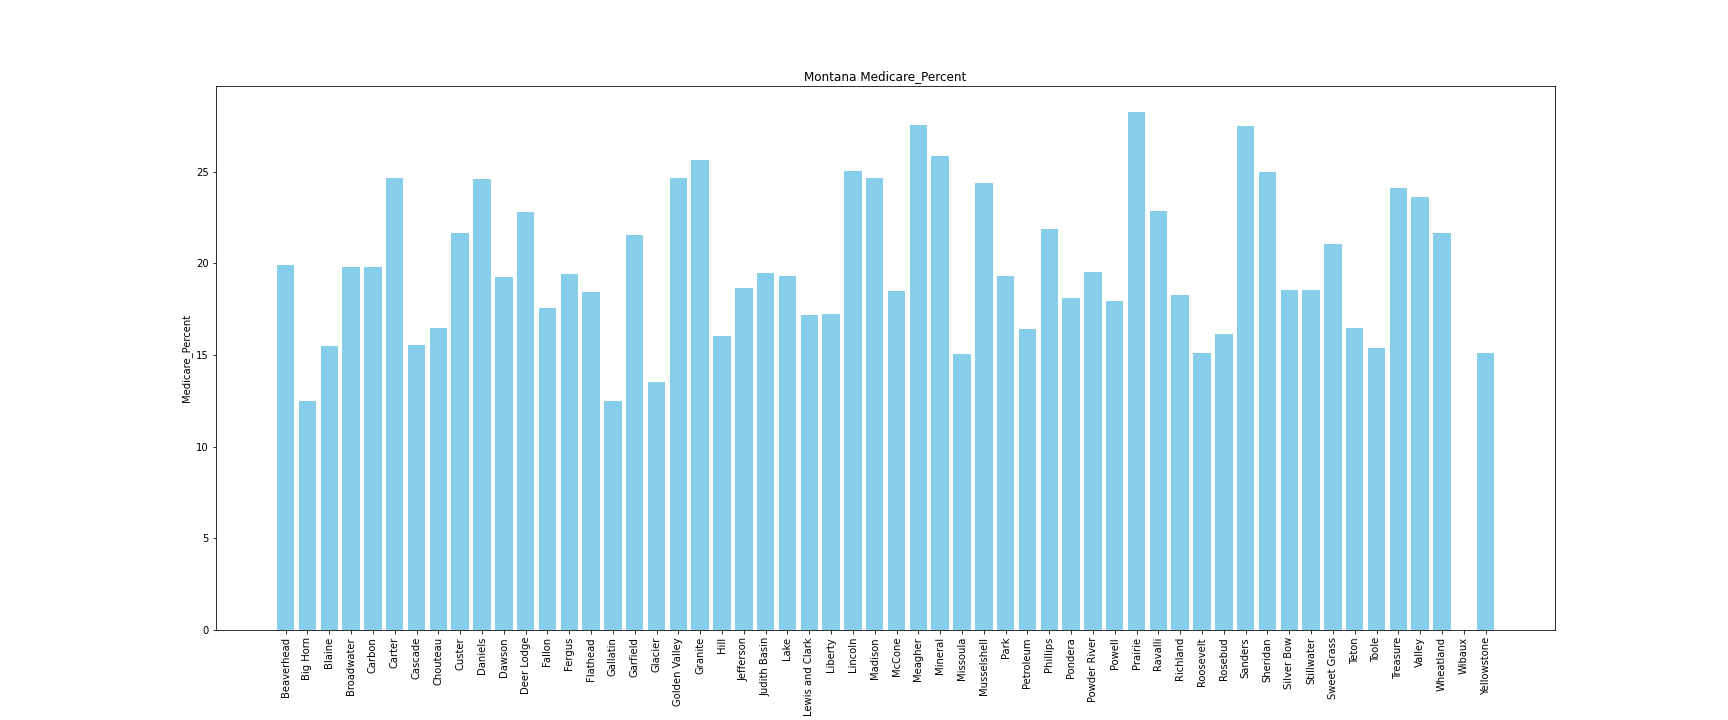 Montana Medicare_Percent
Medicare_Percent
25
20
15
10
5
0
Beaverhead
Big Horn
Blaine
Broadwater
Carbon
Carter
Cascade
Chouteau
Custer
Daniels
Dawson
Deer Lodge
Fallon
Fergus
Flathead
Gallatin
Garfield
Glacier
Golden Valley
Granite
Hill
Jefferson
Judith Basin
Lake
Lewis and Clark
Liberty
Lincoln
Madison
McCone
Meagher
Mineral
Missoula
Musselshell
Park
Petroleum
Phillips
Pondera
Powder River
Powell
Prairie
Ravalli
Richland
Roosevelt
Rosebud
Sanders
Sheridan
Silver Bow
Stillwater
Sweet Grass
Teton
Toole
Treasure
Valley
Wheatland
Wibaux
Yellowstone